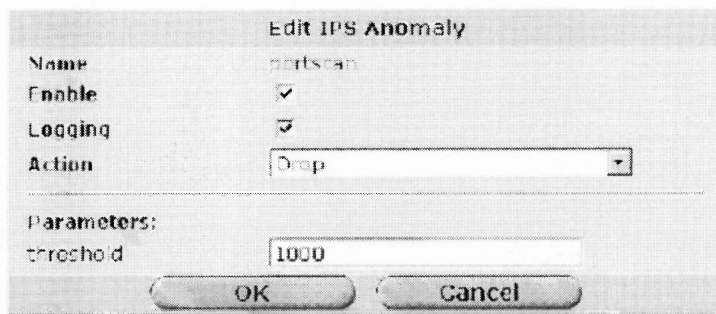 Edit IPS Anomaly
Name portscan
Enable
Logging
Action Drop
Parameters:
threshold 1000
OK Cancel